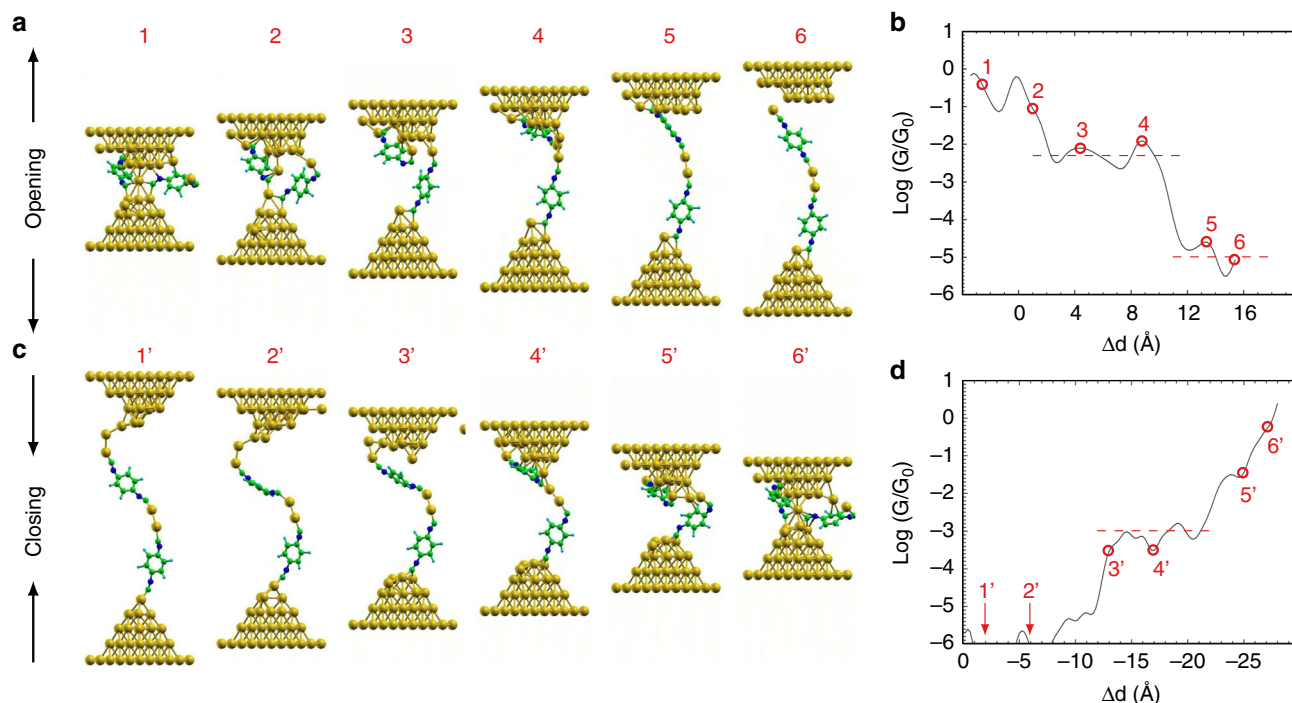 a
1 2 3 4 5 6
Opening
b
1
0
−1
−2
−3
−4
−5
−6
Log (G/G0)
1
2
3
4
5
6
0 4 8 12 16
Δd (Å)
c
1’ 2’ 3’ 4’ 5’ 6’
Closing
d
1
0
−1
−2
−3
−4
−5
−6
Log (G/G0)
1’
2’
3’
4’
5’
6’
0 −5 −10 −15 −20 −25
Δd (Å)